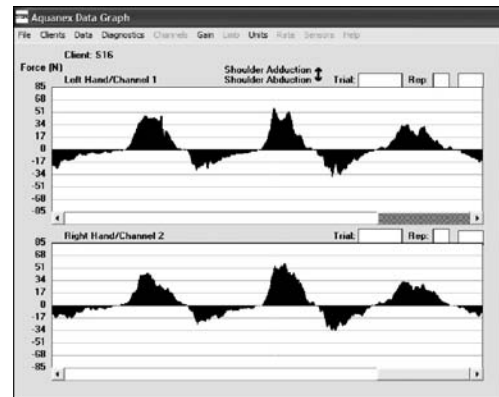 Aquanex Data Graph
File Clients Data Diagnostics Channels Gain Limb Units Rate Sensors Help
Client: S16
Force (N)
Left Hand/Channel 1
Shoulder Adduction
Shoulder Abduction
Trial: Rep
85
68
51
34
17
0
-17
-34
-51
-68
-85
Right Hand/Channel 2 Trial: Rep:
85
68
51
34
17
0
-17
-34
-51
-68
-85